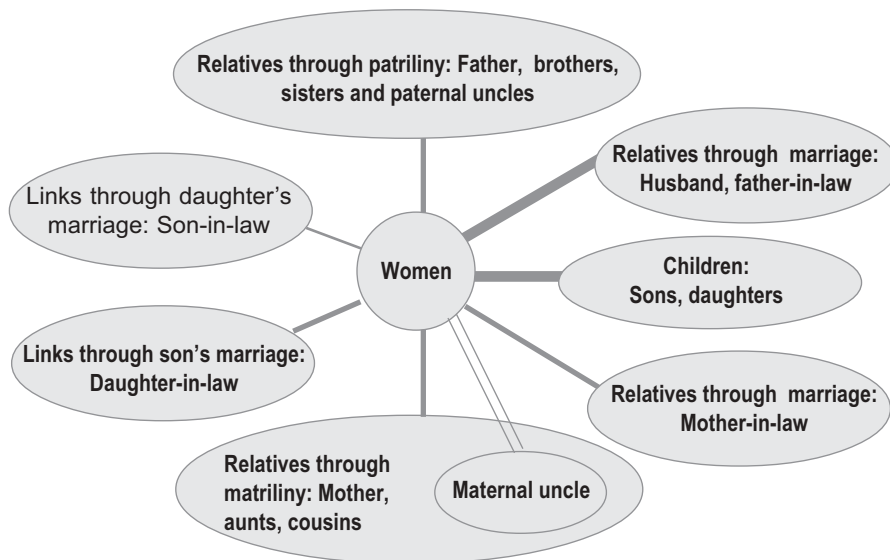 Relatives through patriliny: Father, brothers,
sisters and paternal uncles
Relatives through marriage:
Husband, father-in-law
Links through daughter's
marriage: Son-in-law
Women
Children:
Sons, daughters
Links through son's marriage:
Daughter-in-law
Relatives through marriage:
Mother-in-law
Relatives through
matriliny: Mother,
aunts, cousins
Maternal uncle